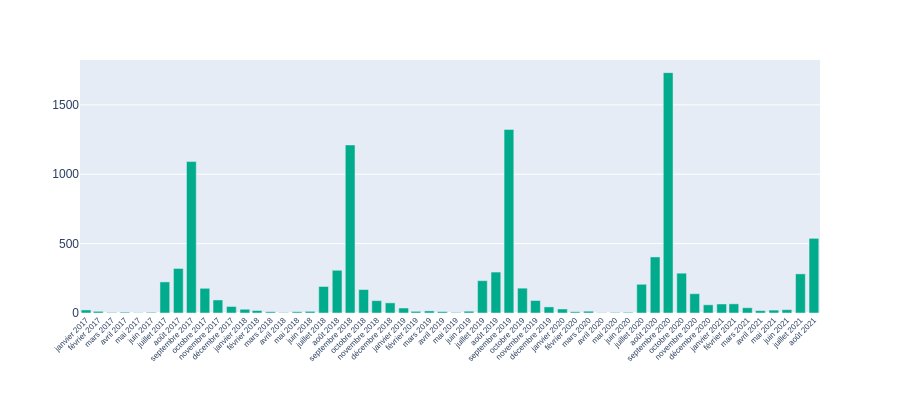 1500
1000
500
0
janvier 2017
février 2017
mars 2017
avril 2017
mai 2017
juin 2017
juillet 2017
août 2017
septembre 2017
octobre 2017
novembre 2017
décembre 2017
janvier 2018
février 2018
mars 2018
avril 2018
mai 2018
juin 2018
juillet 2018
août 2018
septembre 2018
octobre 2018
novembre 2018
décembre 2018
janvier 2019
février 2019
mars 2019
avril 2019
mai 2019
juin 2019
juillet 2019
août 2019
septembre 2019
octobre 2019
novembre 2019
décembre 2019
janvier 2020
février 2020
mars 2020
avril 2020
mai 2020
juin 2020
juillet 2020
août 2020
septembre 2020
octobre 2020
novembre 2020
décembre 2020
janvier 2021
février 2021
mars 2021
avril 2021
mai 2021
juin 2021
juillet 2021
août 2021